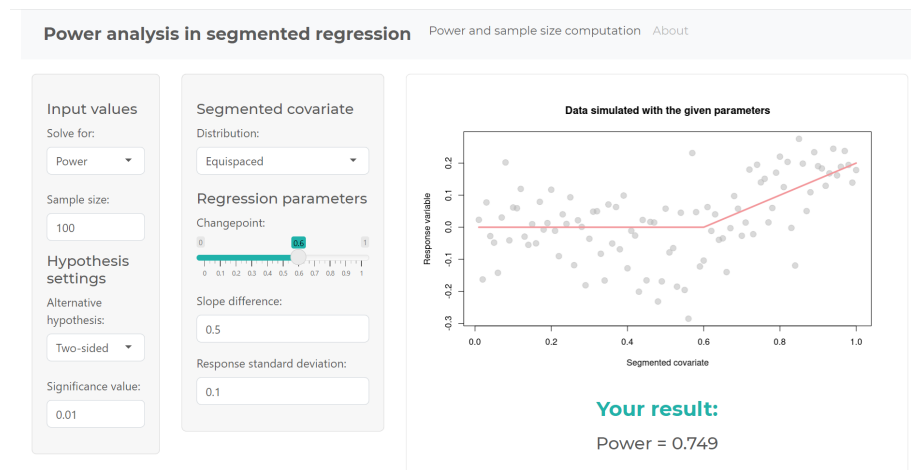 Power analysis in segmented regression
Power and sample size computation
About
Input values
Solve for:
Power
Sample size:
100
Hypothesis
settings
Alternative
hypothesis:
Two-sided
Significance value:
0.01
Segmented covariate
Distribution:
Equispaced
Regression parameters
Changepoint:
0 0.6 1
0 0.1 0.2 0.3 0.4 0.5 0.6 0.7 0.8 0.9 1
Slope difference:
0.5
Response standard deviation:
0.1
Data simulated with the given parameters
Response variable
0.2
0.1
0.0
-0.1
-0.2
-0.3
0.0 0.2 0.4 0.6 0.8 1.0
Segmented covariate
Your result:
Power = 0.749